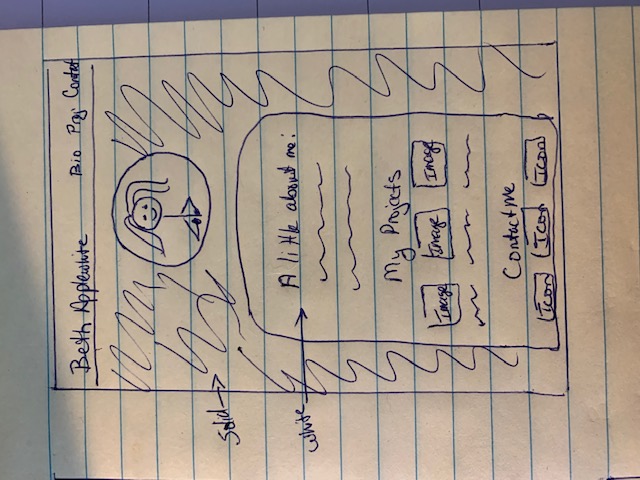 Beth Applewhite Bio Proj Contact
Solid
White
A little about me:
My Projects
Image Image Image
Contact Me
Icon Icon Icon